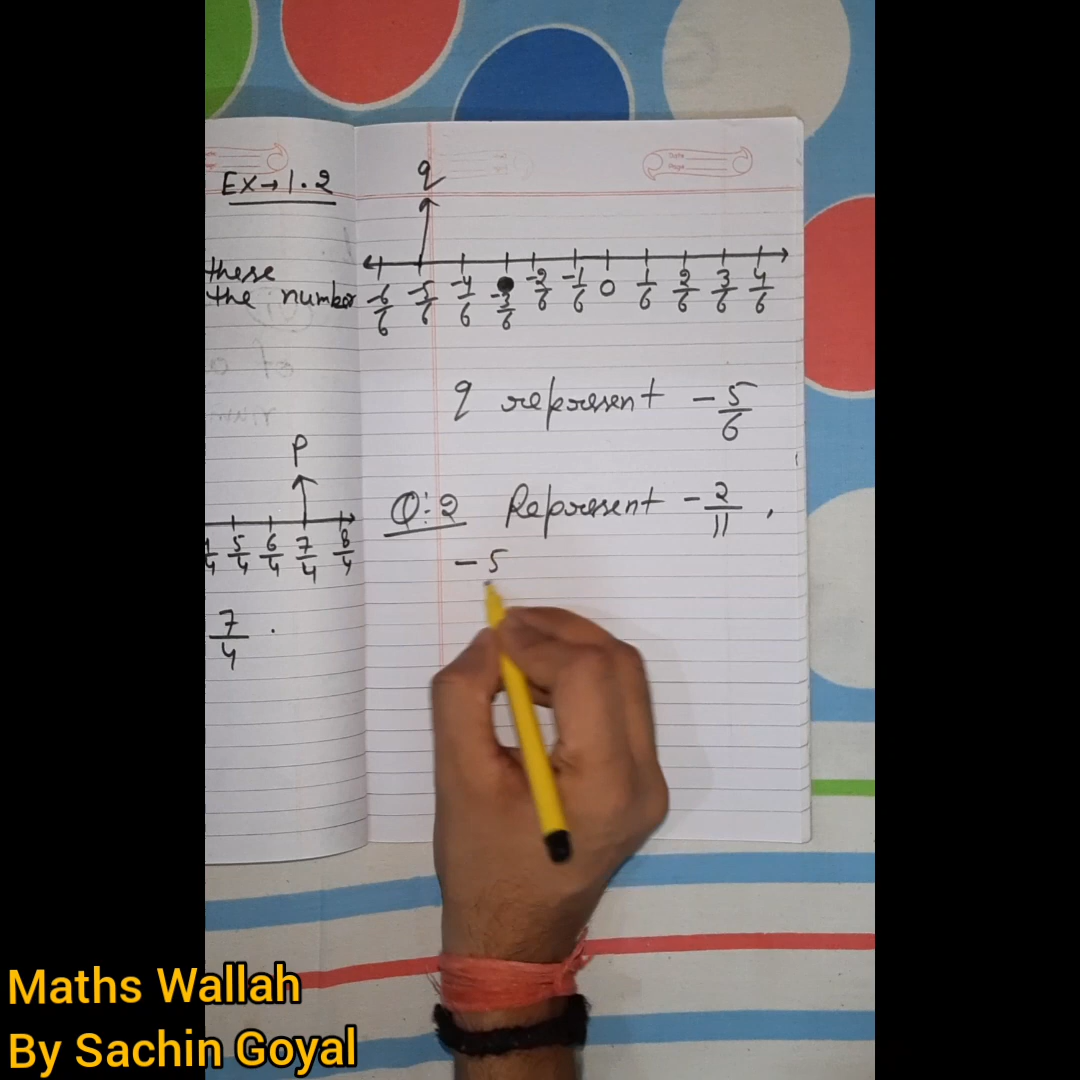 Ex → 1.2
these
the number
P
5/4 6/4 7/4 8/4
7/4 .
q
-6/6 -5/6 -4/6 -3/6 -2/6 -1/6 0 1/6 2/6 3/6 4/6
q represent -5/6
Q:2 Represent -2/11 ,
-5
Maths Wallah
By Sachin Goyal